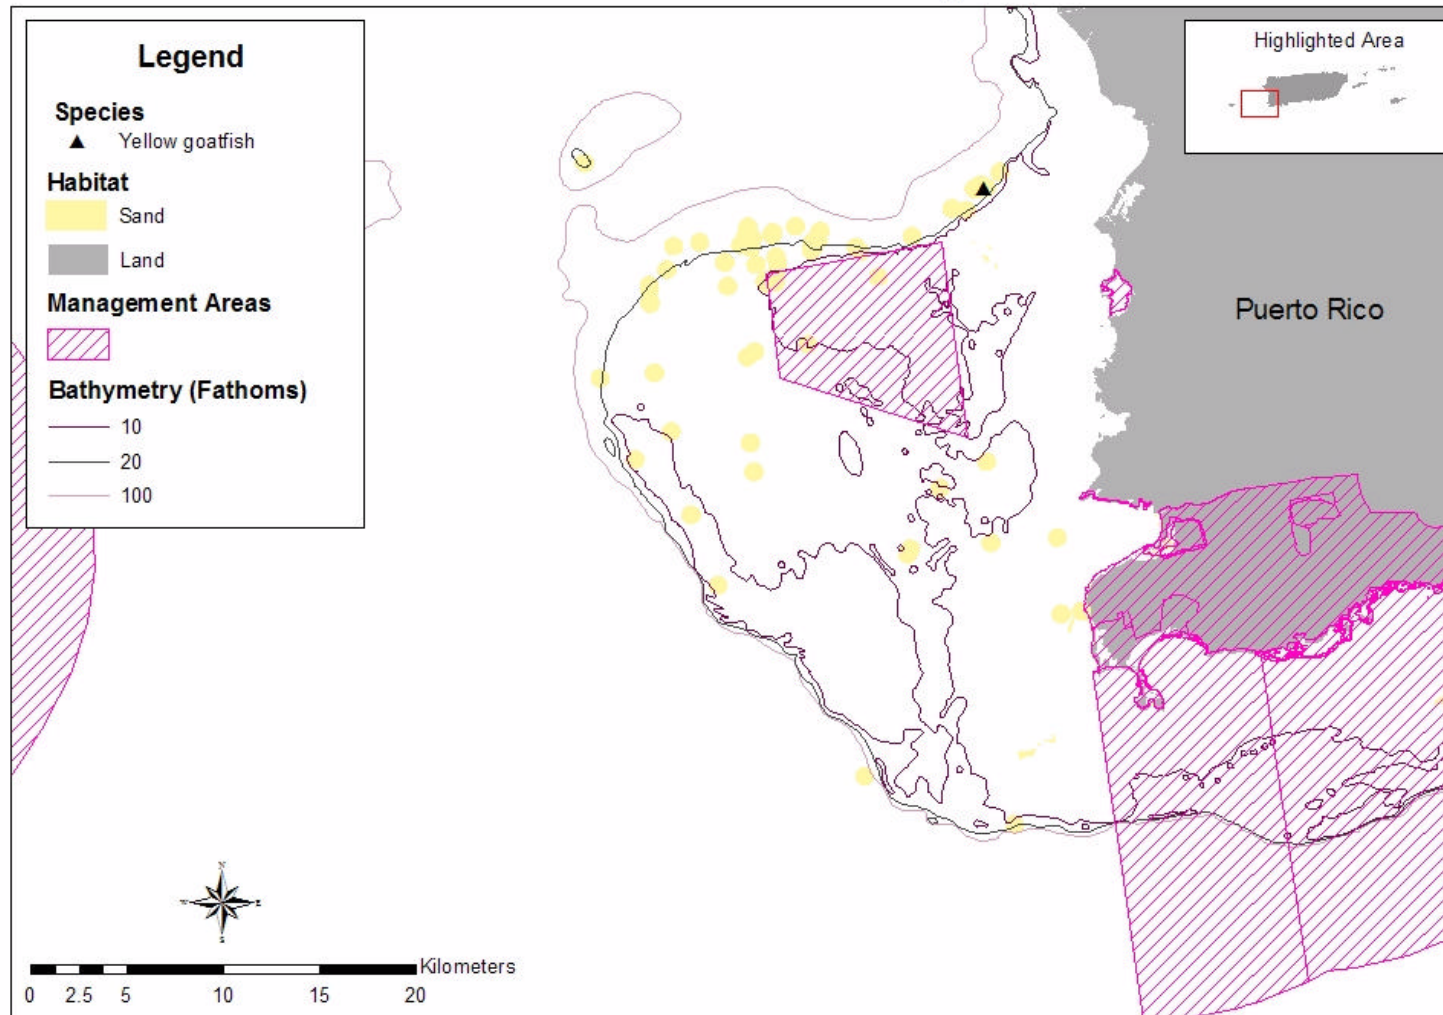 Legend
Species
Yellow goatfish
Habitat
Sand
Land
Management Areas
Bathymetry (Fathoms)
10
20
100
Highlighted Area
Puerto Rico
N
W E
S
Kilometers
0 2.5 5 10 15 20